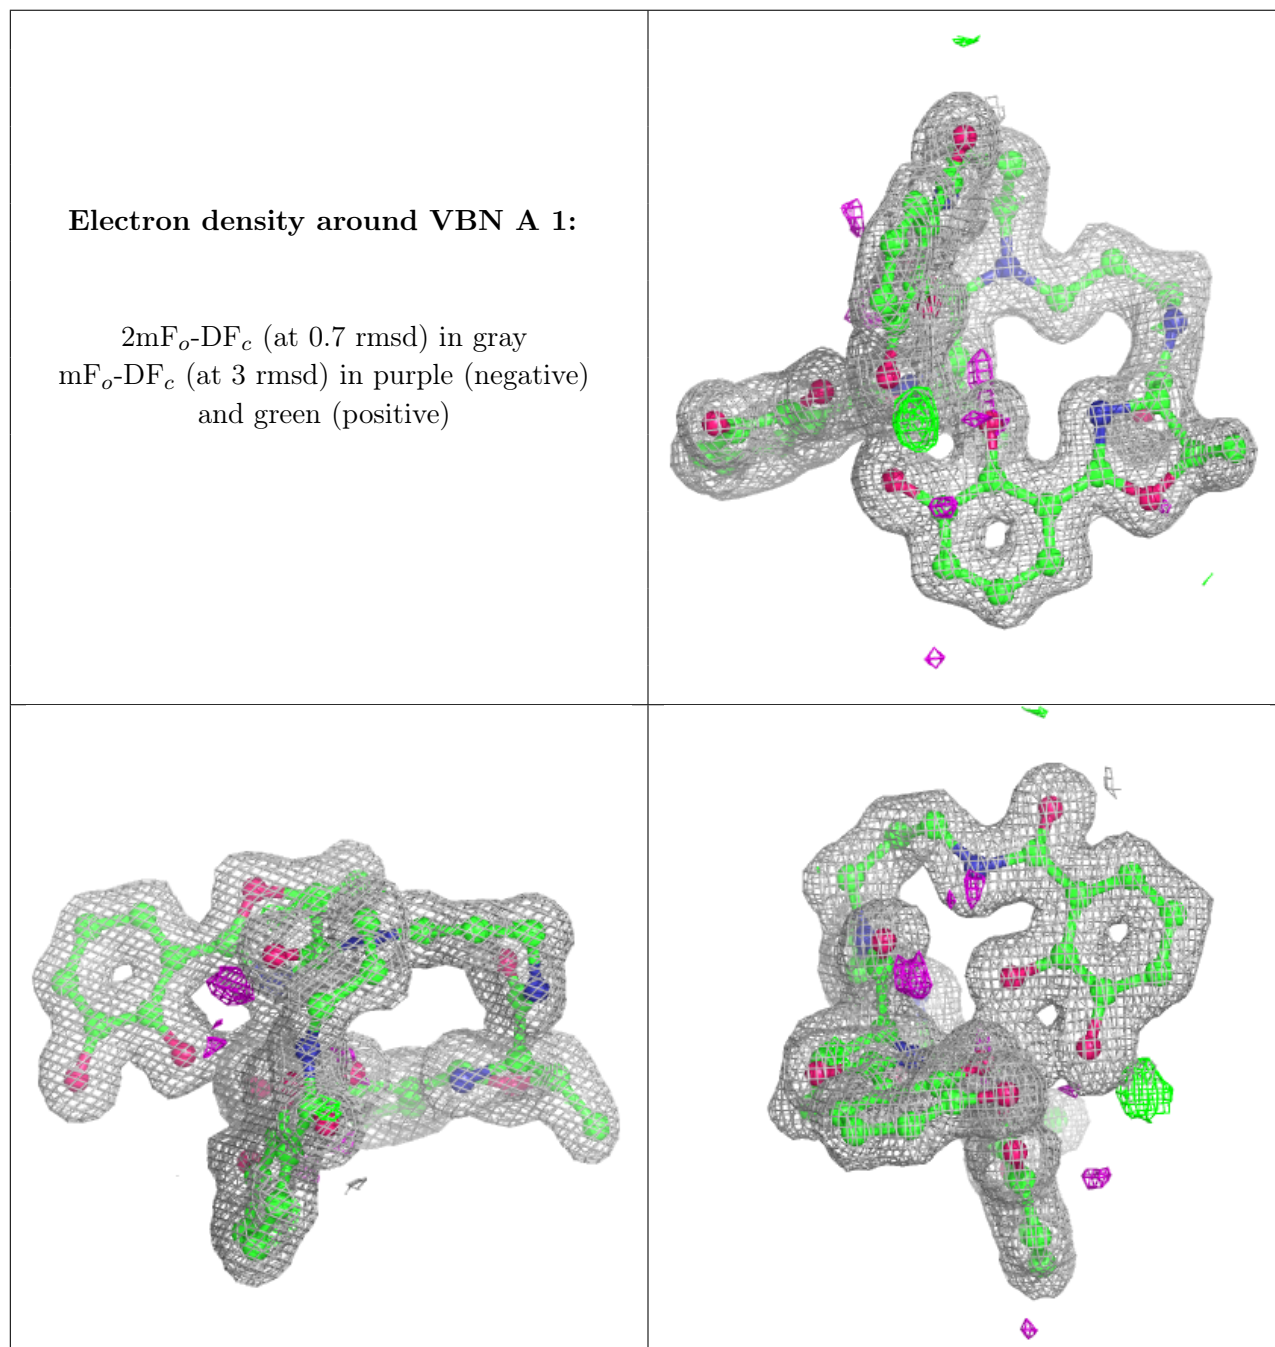 Electron density around VBN A 1:
2mFₒ-DF𝒸 (at 0.7 rmsd) in gray
mFₒ-DF𝒸 (at 3 rmsd) in purple (negative)
and green (positive)